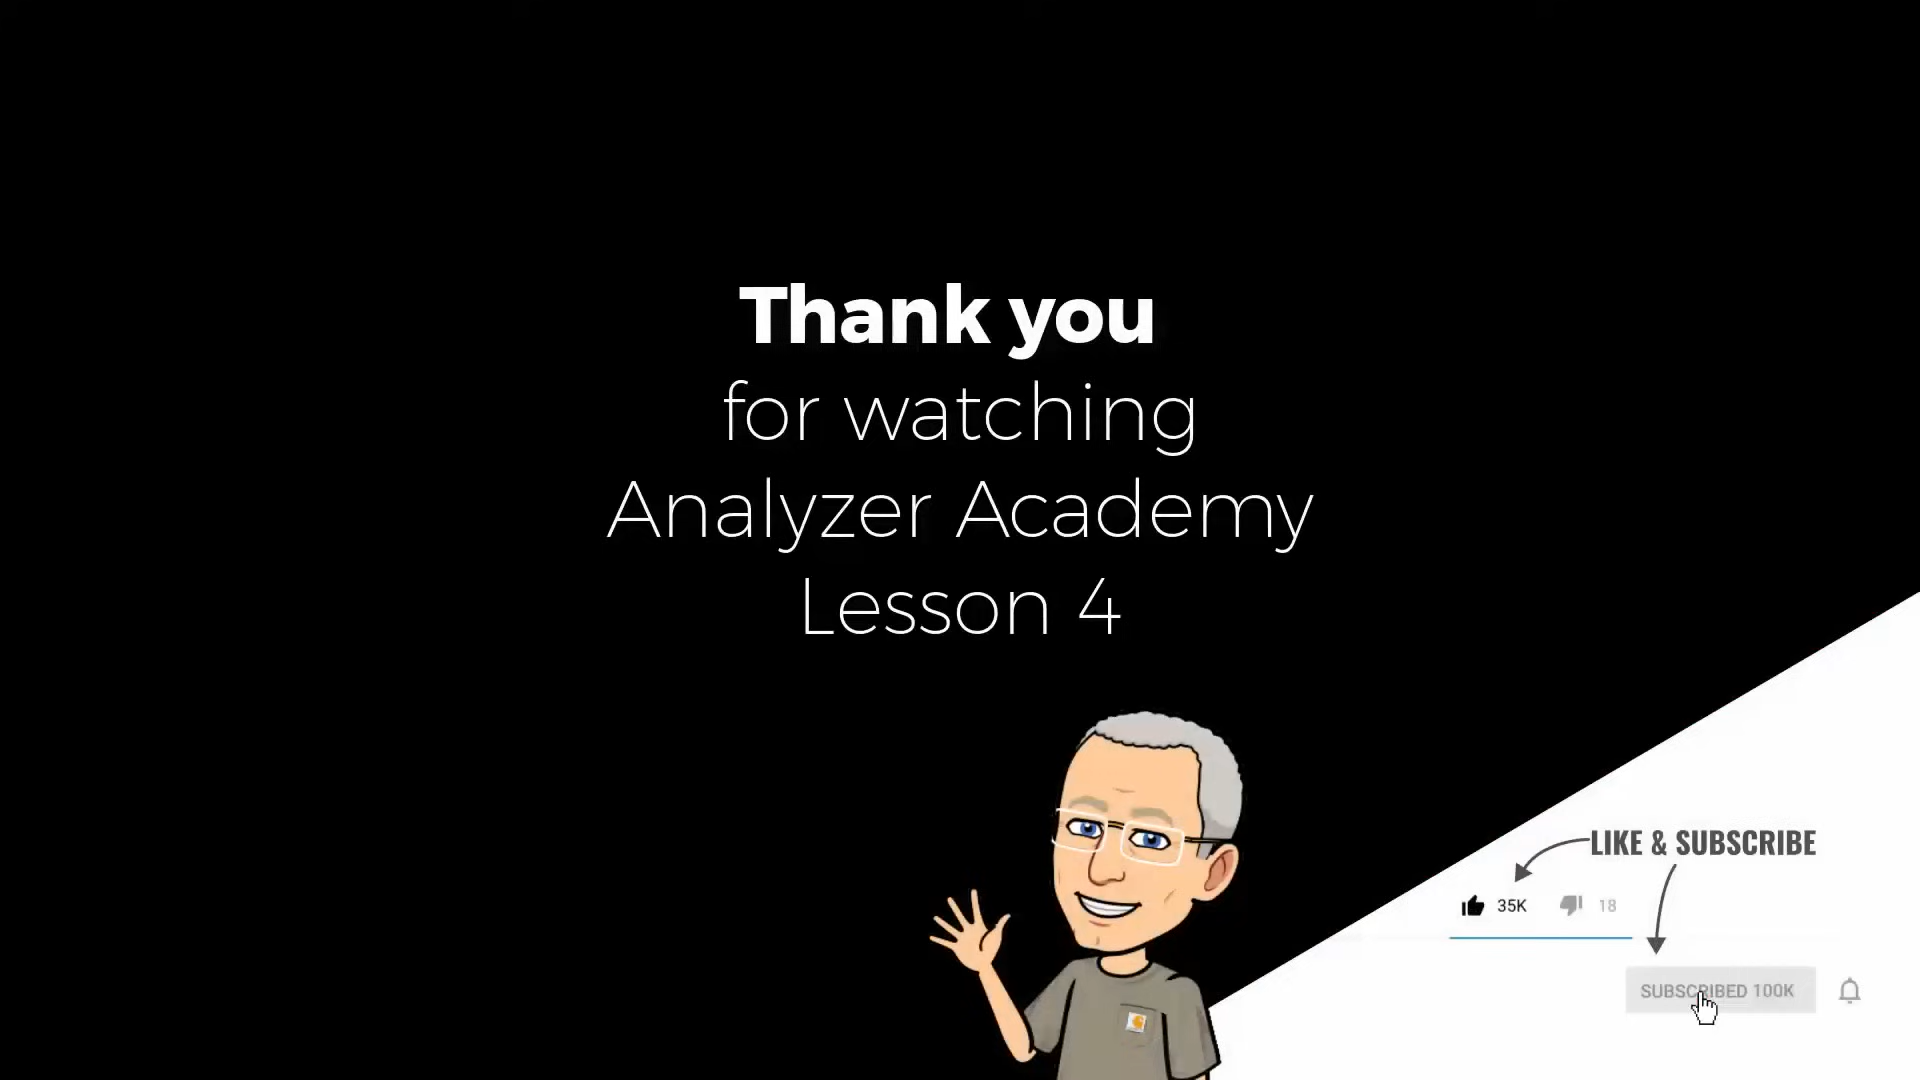 Thank you
for watching
Analyzer Academy
Lesson 4
LIKE & SUBSCRIBE
35K 18
SUBSCRIBED 100K